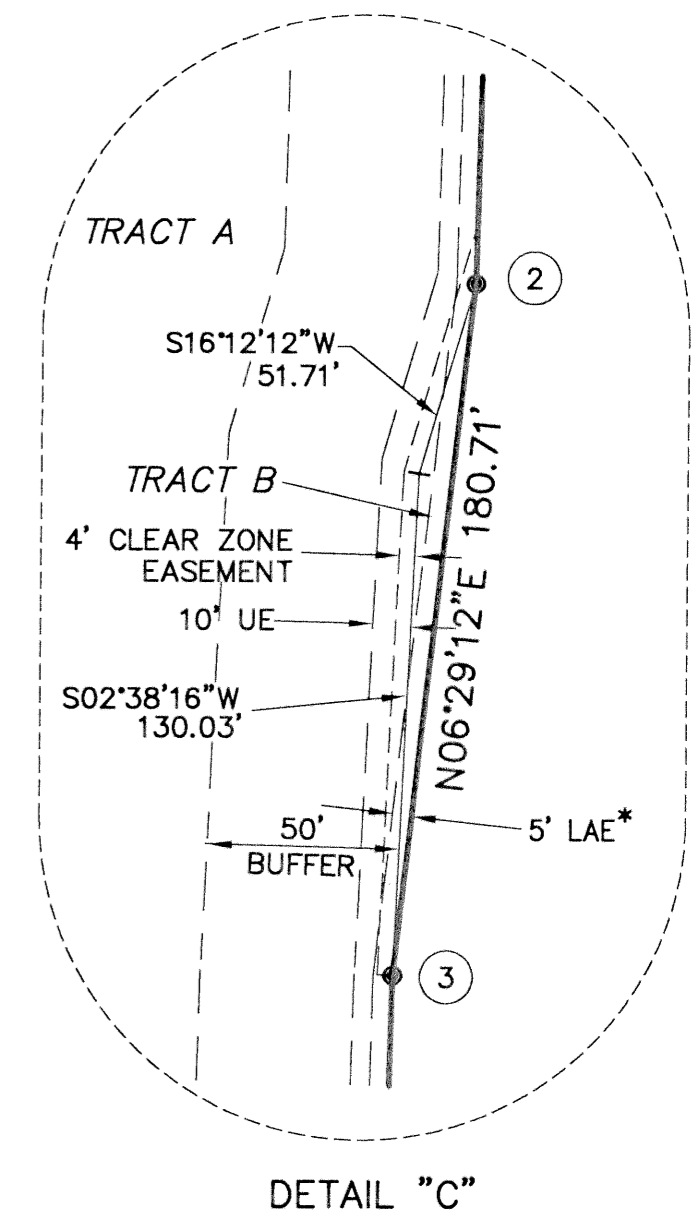 TRACT A
2
S16°12'12"W
51.71'
TRACT B
4' CLEAR ZONE
EASEMENT
10' UE
N06°29'12"E 180.71'
S02°38'16"W
130.03'
50'
BUFFER
5' LAE*
3
DETAIL "C"